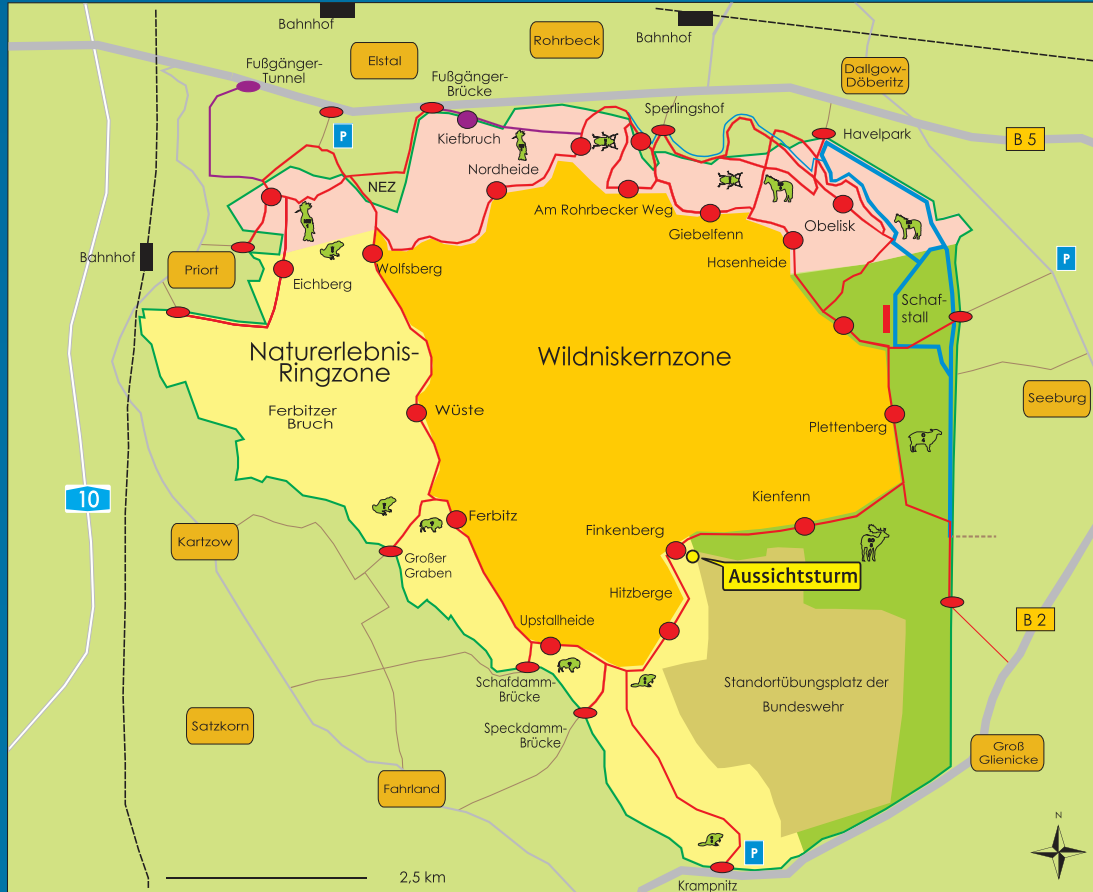 Bahnhof
Rohrbeck
Bahnhof
Elstal
Fußgänger-
Tunnel
Fußgänger-
Brücke
Dallgow-
Döberitz
P
Sperlingshof
Havelpark
B 5
Kiefbruch
Nordheide
NEZ
Am Rohrbecker Weg
Giebelfenn
Obelisk
Hasenheide
Bahnhof
Priort
Eichberg
Wolfsberg
P
Schaf-
stall
Naturerlebnis-
Ringzone
Wildniskernzone
Ferbitzer
Bruch
Wüste
Plettenberg
Seeburg
10
Kienfenn
Ferbitz
Finkenberg
Kartzow
Großer
Graben
Aussichtsturm
Hitzberge
Upstallheide
B 2
Schafdamm-
Brücke
Standortübungsplatz der
Bundeswehr
Satzkorn
Speckdamm-
Brücke
Groß
Glienicke
Fahrland
N
P
2,5 km
Krampnitz